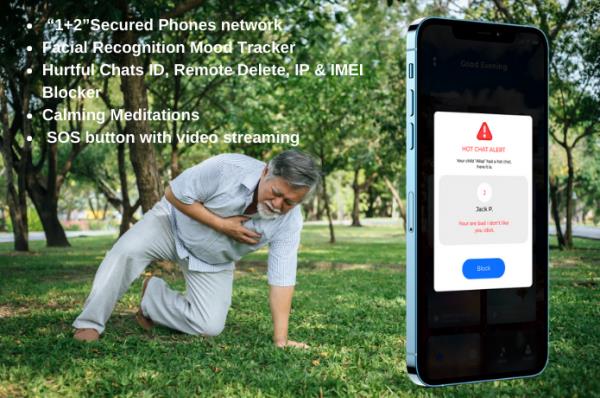 “1+2”Secured Phones network
Facial Recognition Mood Tracker
Hurtful Chats ID, Remote Delete, IP & IMEI
Blocker
Calming Meditations
SOS button with video streaming
Good Evening
HOT CHAT ALERT
Your child 'Alisa' had a hot chat,
here it is.
Jack P.
Your are bad I don't like
you, idiot.
Block